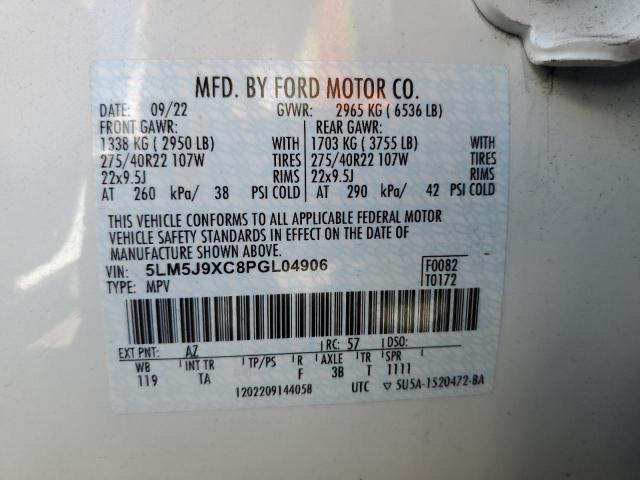 MFD. BY FORD MOTOR CO.
DATE: 09/22 GVWR: 2965 KG ( 6536 LB)
FRONT GAWR: REAR GAWR:
1338 KG ( 2950 LB) WITH 1703 KG ( 3755 LB) WITH
275/40R22 107W TIRES 275/40R22 107W TIRES
22x9.5J RIMS 22x9.5J RIMS
AT 260 kPa/ 38 PSI COLD AT 290 kPa/ 42 PSI COLD
THIS VEHICLE CONFORMS TO ALL APPLICABLE FEDERAL MOTOR
VEHICLE SAFETY STANDARDS IN EFFECT ON THE DATE OF
MANUFACTURE SHOWN ABOVE.
VIN: 5LM5J9XC8PGL04906 F0082
TYPE: MPV T0172
EXT PNT: AZ RC: 57 DSO:
WB INT TR TP/PS R AXLE TR SPR
119 TA F 3B T 1111
1202209144058 UTC ▽ 5U5A-1520472-BA